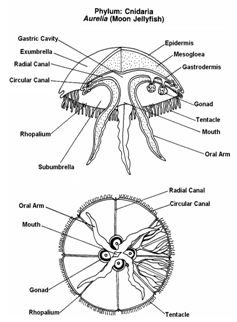 Phylum: Cnidaria
Aurelia (Moon Jellyfish)
Gastric Cavity
Exumbrella
Radial Canal
Circular Canal
Rhopalium
Subumbrella
Epidermis
Mesogloea
Gastrodermis
Gonad
Tentacle
Mouth
Oral Arm
Radial Canal
Circular Canal
Oral Arm
Mouth
Gonad
Rhopalium
Tentacle